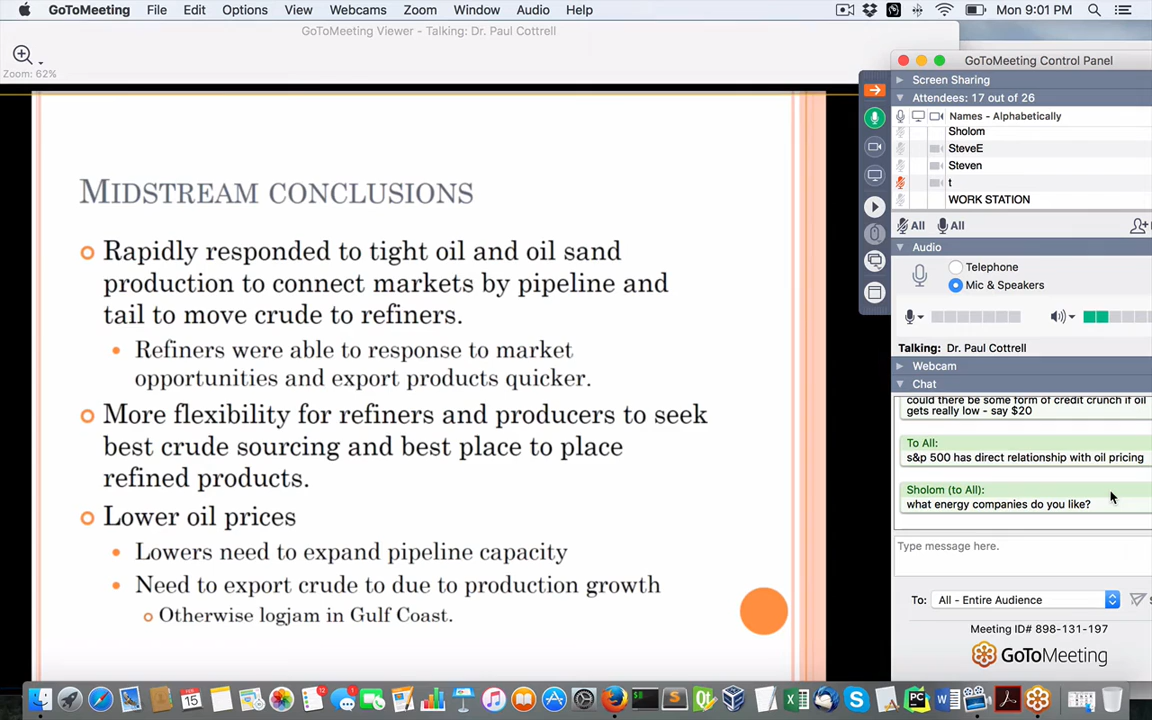 GoToMeeting File Edit Options View Webcams Zoom Window Audio Help Mon 9:01 PM
GoToMeeting Viewer - Talking: Dr. Paul Cottrell
Zoom: 62%
MIDSTREAM CONCLUSIONS
Rapidly responded to tight oil and oil sand
production to connect markets by pipeline and
tail to move crude to refiners.
Refiners were able to response to market
opportunities and export products quicker.
More flexibility for refiners and producers to seek
best crude sourcing and best place to place
refined products.
Lower oil prices
Lowers need to expand pipeline capacity
Need to export crude to due to production growth
Otherwise logjam in Gulf Coast.
GoToMeeting Control Panel
Screen Sharing
Attendees: 17 out of 26
Names - Alphabetically
Sholom
SteveE
Steven
t
WORK STATION
All All
Audio
Telephone
Mic & Speakers
Talking: Dr. Paul Cottrell
Webcam
Chat
could there be some form of credit crunch if oil
gets really low - say $20
To All:
s&p 500 has direct relationship with oil pricing
Sholom (to All):
what energy companies do you like?
Type message here.
To: All - Entire Audience
Meeting ID# 898-131-197
GoToMeeting
FEB
15
12
1
PC
W